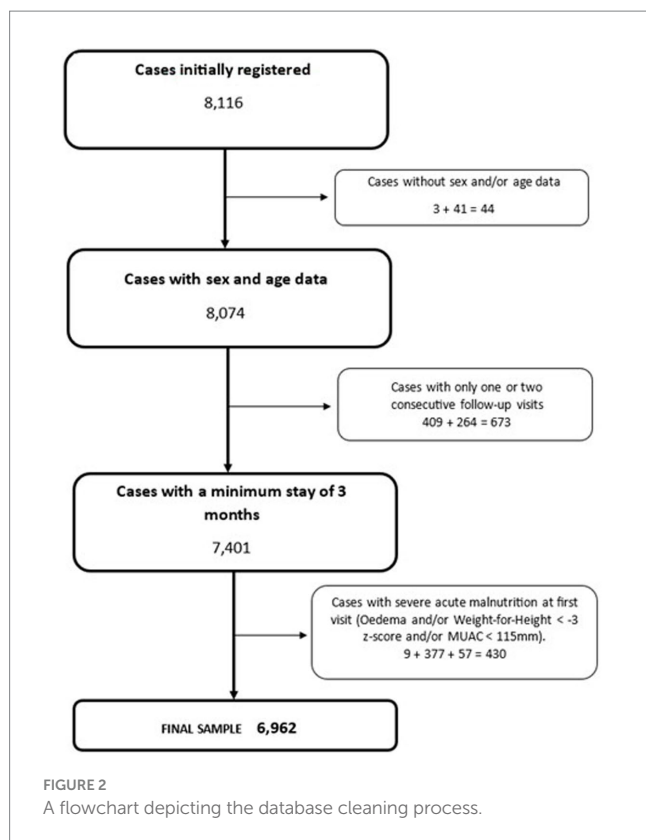 Cases initially registered
8,116
Cases without sex and/or age data
3 + 41 = 44
Cases with sex and age data
8,074
Cases with only one or two
consecutive follow-up visits
409 + 264 = 673
Cases with a minimum stay of 3
months
7,401
Cases with severe acute malnutrition at first
visit (Oedema and/or Weight-for-Height < -3
z-score and/or MUAC < 115mm).
9 + 377 + 57 = 430
FINAL SAMPLE 6,962
FIGURE 2
A flowchart depicting the database cleaning process.